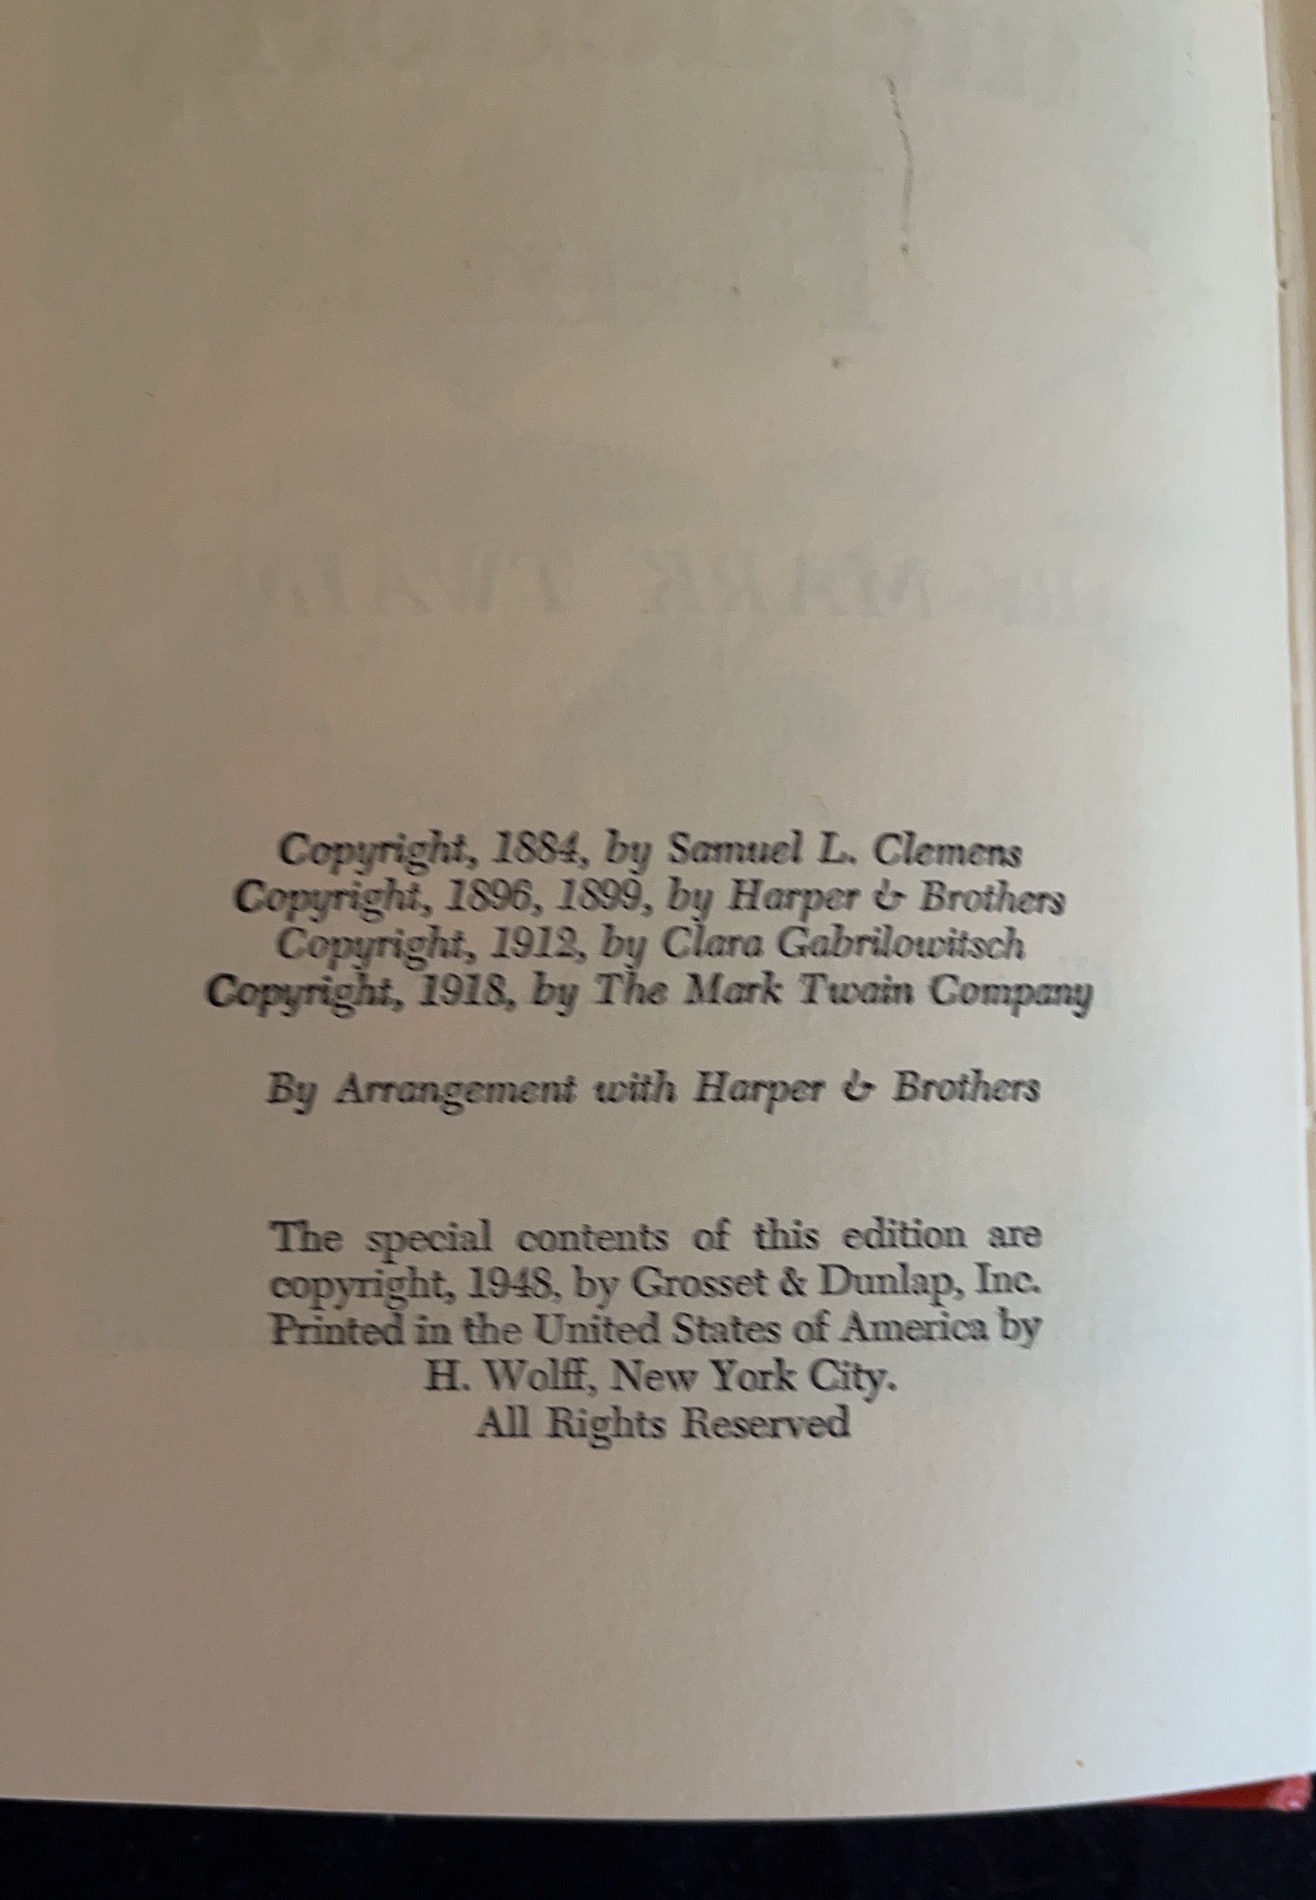 Copyright, 1884, by Samuel L. Clemens
Copyright, 1896, 1899, by Harper & Brothers
Copyright, 1912, by Clara Gabrilowitsch
Copyright, 1918, by The Mark Twain Company
By Arrangement with Harper & Brothers
The special contents of this edition are
copyright, 1948, by Grosset & Dunlap, Inc.
Printed in the United States of America by
H. Wolff, New York City.
All Rights Reserved